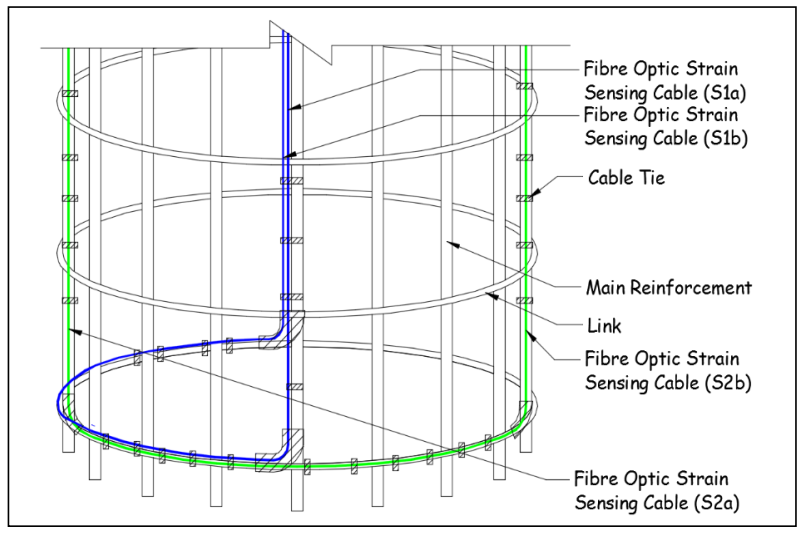 Fibre Optic Strain
Sensing Cable (S1a)
Fibre Optic Strain
Sensing Cable (S1b)
Cable Tie
Main Reinforcement
Link
Fibre Optic Strain
Sensing Cable (S2b)
Fibre Optic Strain
Sensing Cable (S2a)